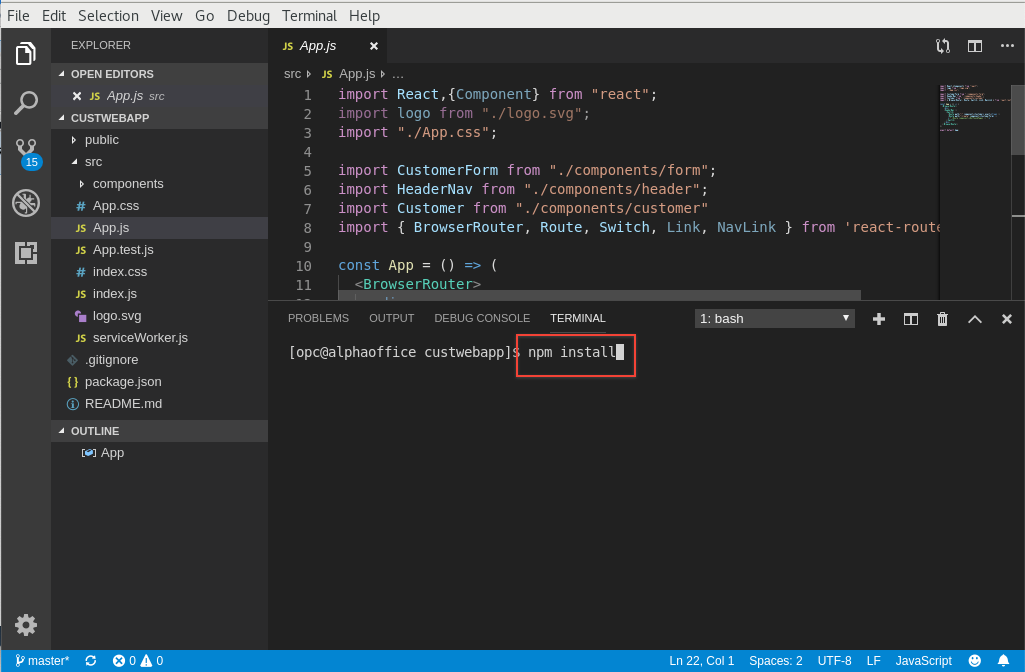 File Edit Selection View Go Debug Terminal Help
EXPLORER
OPEN EDITORS
JS App.js src
CUSTWEBAPP
public
src
components
# App.css
JS App.js
JS App.test.js
# index.css
JS index.js
logo.svg
JS serviceWorker.js
.gitignore
{} package.json
README.md
OUTLINE
App
15
JS App.js
src JS App.js …
1 import React,{Component} from "react";
2 import logo from "./logo.svg";
3 import "./App.css";
4
5 import CustomerForm from "./components/form";
6 import HeaderNav from "./components/header";
7 import Customer from "./components/customer"
8 import { BrowserRouter, Route, Switch, Link, NavLink } from 'react-route
9
10 const App = () => (
11 <BrowserRouter>
PROBLEMS OUTPUT DEBUG CONSOLE TERMINAL 1: bash
[opc@alphaoffice custwebapp]$ npm install
master* 0 0 Ln 22, Col 1 Spaces: 2 UTF-8 LF JavaScript